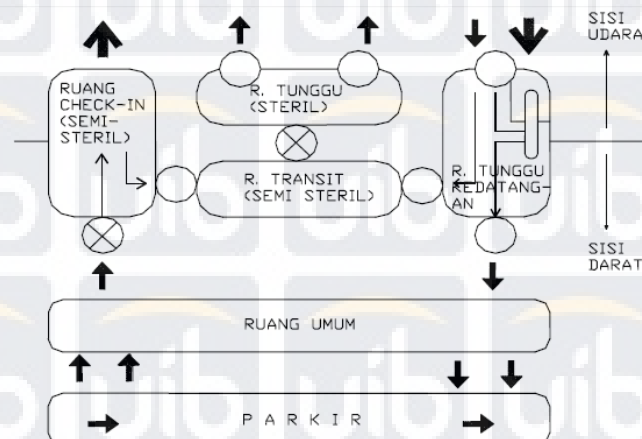 SISI
UDARA
RUANG
CHECK-IN
(SEMI-
STERIL)
R. TUNGGU
(STERIL)
R. TRANSIT
(SEMI STERIL)
R. TUNGGU
KEDATANG-
AN
SISI
DARAT
RUANG UMUM
PARKIR